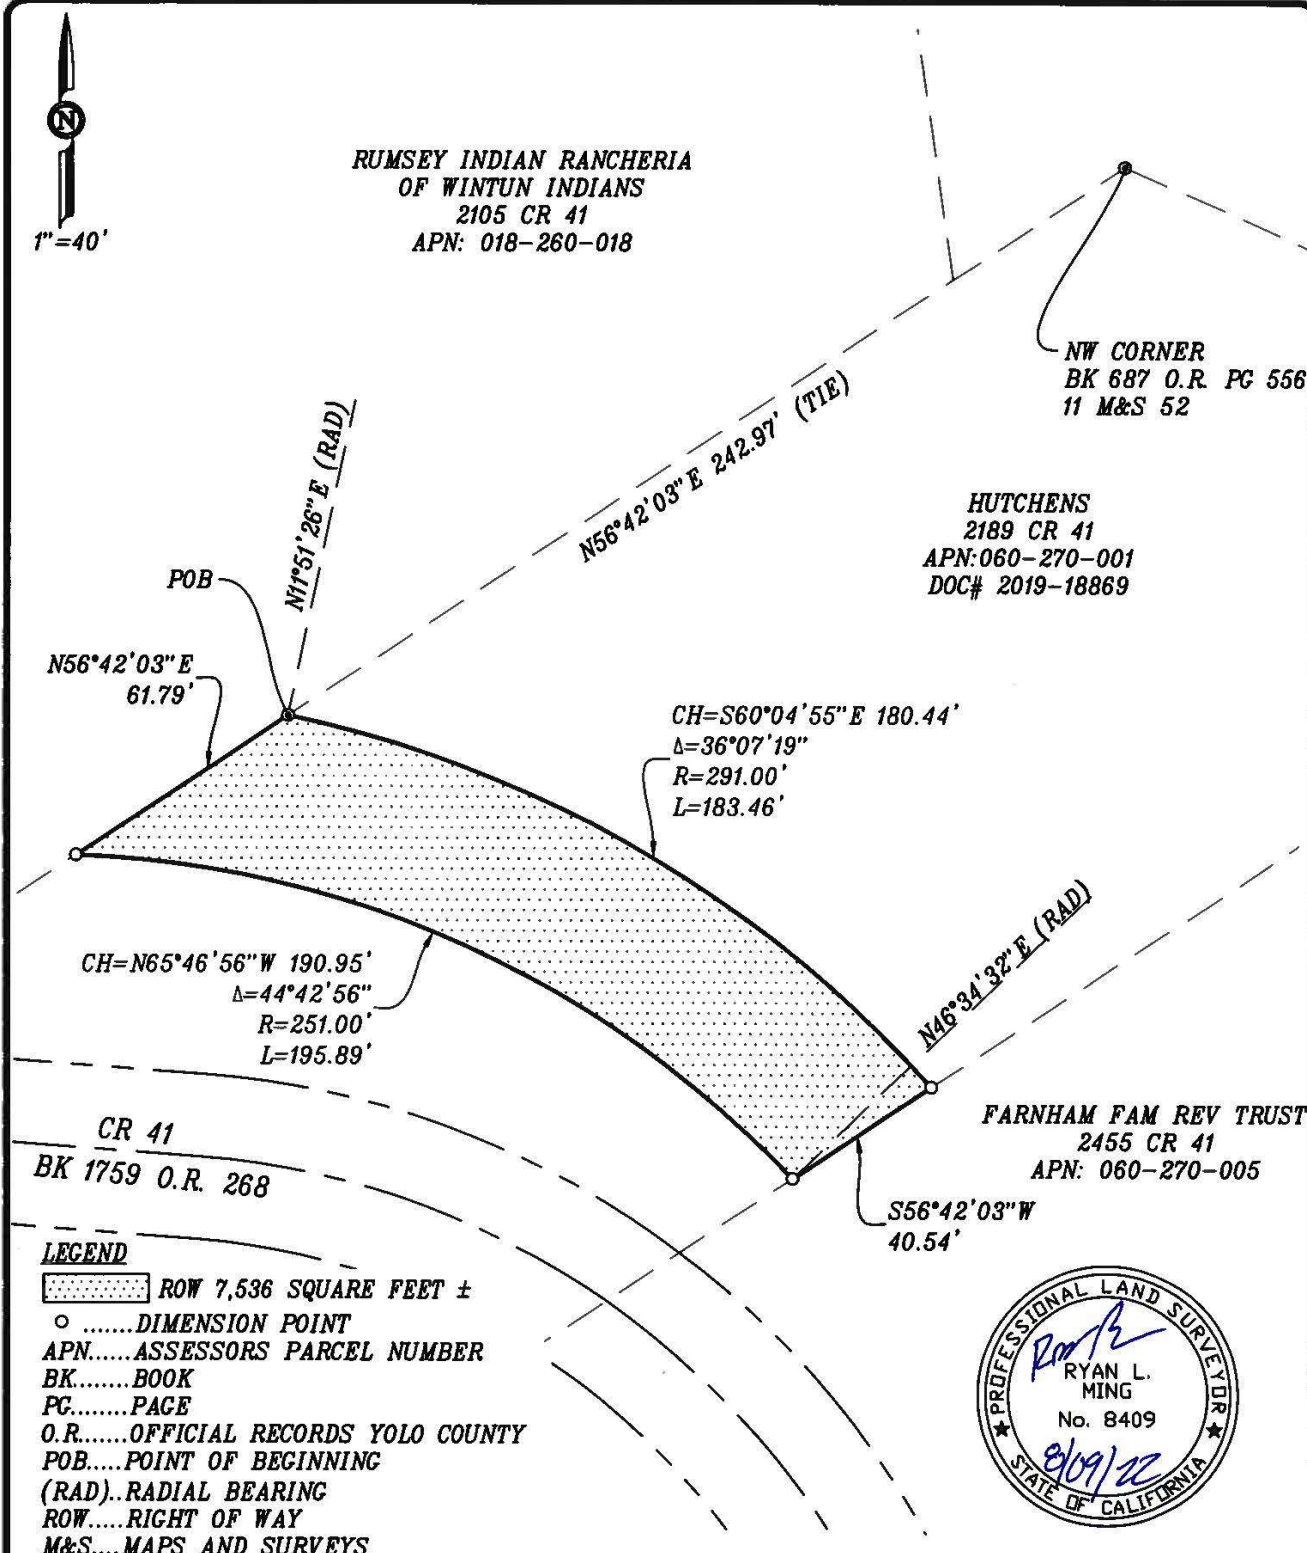 N
1"=40'
RUMSEY INDIAN RANCHERIA
OF WINTUN INDIANS
2105 CR 41
APN: 018-260-018
NW CORNER
BK 687 O.R. PG 556
11 M&S 52
N56°42'03"E 242.97' (TIE)
N11°51'26"E (RAD)
HUTCHENS
2189 CR 41
APN:060-270-001
DOC# 2019-18869
POB
N56°42'03"E
61.79'
CH=S60°04'55"E 180.44'
Δ=36°07'19"
R=291.00'
L=183.46'
CH=N65°46'56"W 190.95'
Δ=44°42'56"
R=251.00'
L=195.89'
N46°34'32"E (RAD)
FARNHAM FAM REV TRUST
2455 CR 41
APN: 060-270-005
CR 41
BK 1759 O.R. 268
S56°42'03"W
40.54'
LEGEND
ROW 7,536 SQUARE FEET ±
.......DIMENSION POINT
APN......ASSESSORS PARCEL NUMBER
BK........BOOK
PG........PAGE
O.R.......OFFICIAL RECORDS YOLO COUNTY
POB.....POINT OF BEGINNING
(RAD)..RADIAL BEARING
ROW.....RIGHT OF WAY
M&S....MAPS AND SURVEYS
PROFESSIONAL LAND SURVEYOR
RYAN L.
MING
No. 8409
8/09/22
STATE OF CALIFORNIA